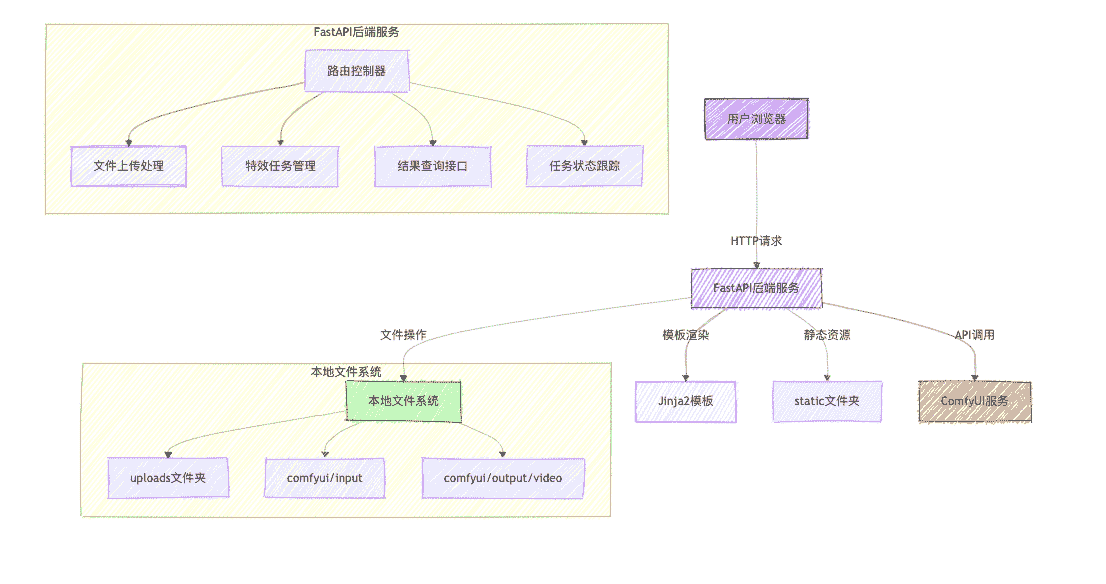 FastAPI后端服务
路由控制器
文件上传处理
特效任务管理
结果查询接口
任务状态跟踪
用户浏览器
HTTP请求
FastAPI后端服务
文件操作
模板渲染
静态资源
API调用
本地文件系统
本地文件系统
Jinja2模板
static文件夹
ComfyUI服务
uploads文件夹
comfyui/input
comfyui/output/video